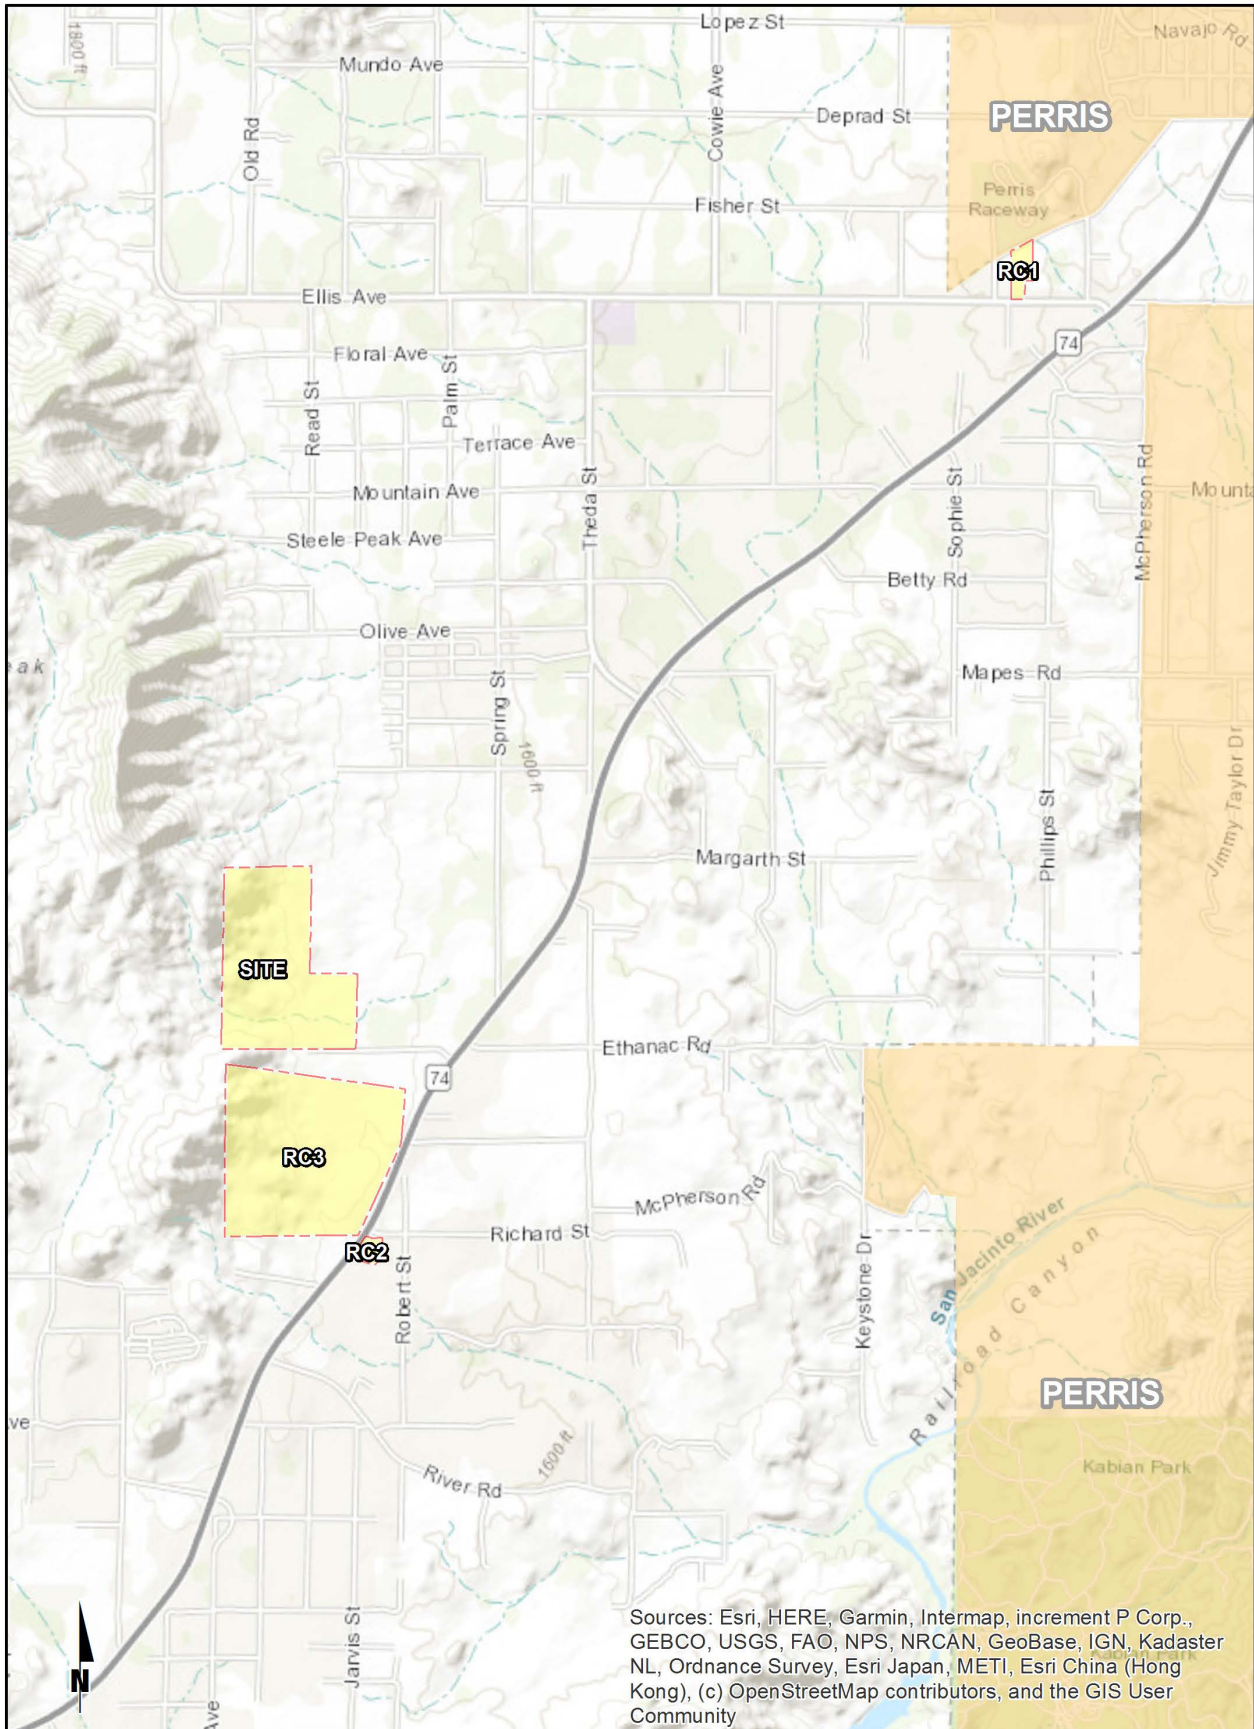 Lopez St
Navajo Rd
1800 ft
Mundo Ave
Cowie Ave
Deprad St
PERRIS
Old Rd
Perris
Raceway
Fisher St
RC1
Ellis Ave
74
Floral Ave
Palm St
Read St
Terrace Ave
Theda St
Mountain Ave
Sophie St
McPherson Rd
Mounta
Steele Peak Ave
Betty Rd
Olive Ave
eak
Mapes Rd
Spring St
1600 ft
Jimmy Taylor Dr
Phillips St
Margarth St
SITE
Ethanac Rd
74
RC3
McPherson Rd
Richard St
RC2
Robert St
Keystone Dr
San Jacinto River
Railroad Canyon
PERRIS
Ave
1600 ft
River Rd
Kabian Park
Jarvis St
N
Ave
Kabian Park
Sources: Esri, HERE, Garmin, Intermap, increment P Corp.,
GEBCO, USGS, FAO, NPS, NRCAN, GeoBase, IGN, Kadaster
NL, Ordnance Survey, Esri Japan, METI, Esri China (Hong
Kong), (c) OpenStreetMap contributors, and the GIS User
Community